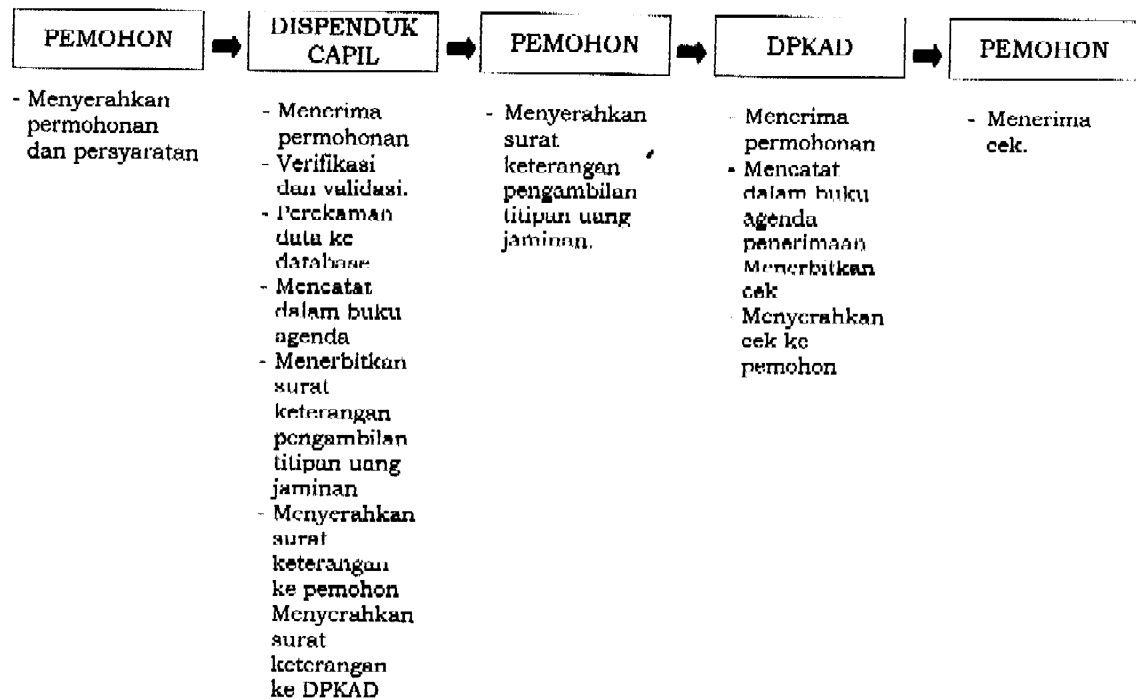 PEMOHON
DISPENDUK
CAPIL
PEMOHON
DPKAD
PEMOHON
- Menyerahkan
permohonan
dan persyaratan
- Menerima
permohonan
- Verifikasi
dan validasi.
- Perekaman
data ke
database
- Mencatat
dalam buku
agenda
- Menerbitkan
surat
keterangan
pengambilan
titipan uang
jaminan
- Menyerahkan
surat
keterangan
ke pemohon
Menyerahkan
surat
keterangan
ke DPKAD
- Menyerahkan
surat
keterangan
pengambilan
titipan uang
jaminan.
- Menerima
permohonan
- Mencatat
dalam buku
agenda
penerimaan
Menerbitkan
cek
- Menyerahkan
cek ke
pemohon
- Menerima
cek.